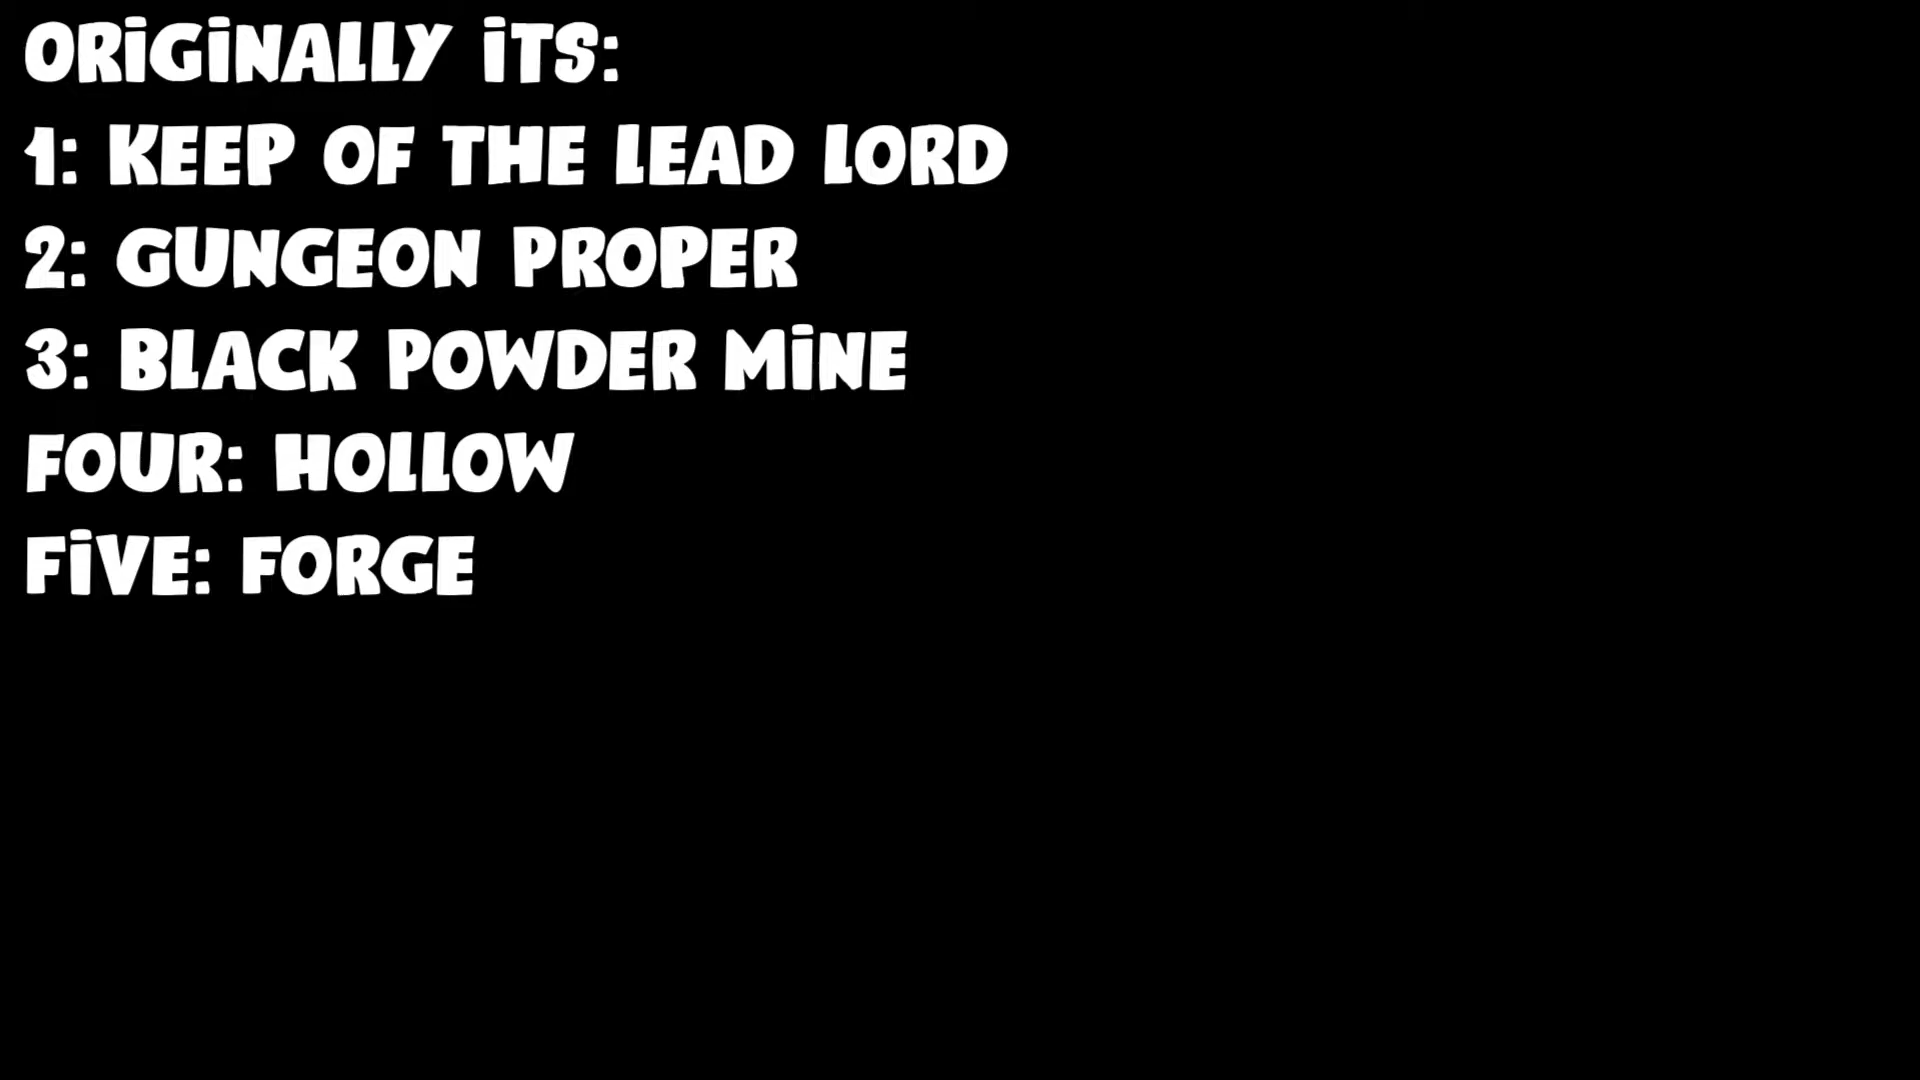 ORiGiNALLY iTS:
1: KEEP OF THE LEAD LORD
2: GUNGEON PROPER
3: BLACK POWDER MiNE
FOUR: HOLLOW
FiVE: FORGE